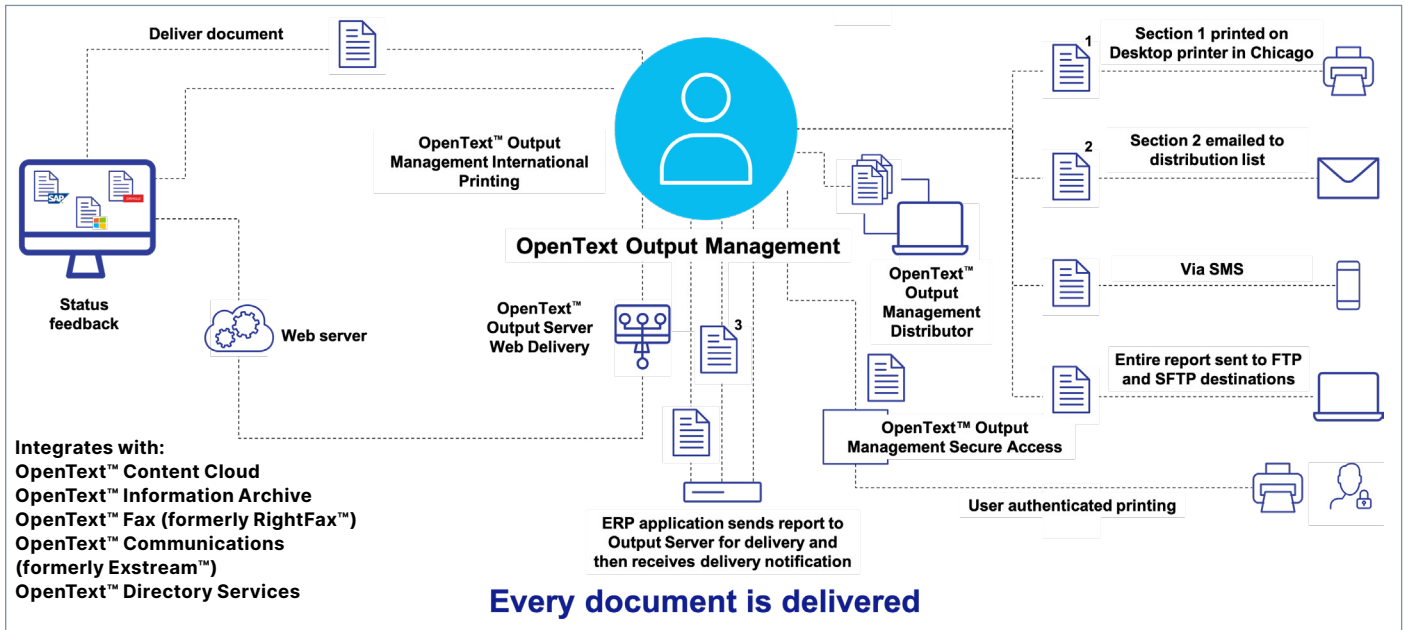 Deliver document
1
Section 1 printed on
Desktop printer in Chicago
OpenText™ Output
Management International
Printing
2
Section 2 emailed to
distribution list
SAP
ORACLE
OpenText Output Management
Via SMS
OpenText™
Output
Management
Distributor
Status
feedback
Web server
OpenText™
Output Server
Web Delivery
3
Entire report sent to FTP
and SFTP destinations
OpenText™ Output
Management Secure Access
Integrates with:
OpenText™ Content Cloud
OpenText™ Information Archive
OpenText™ Fax (formerly RightFax™)
OpenText™ Communications
(formerly Exstream™)
OpenText™ Directory Services
ERP application sends report to
Output Server for delivery and
then receives delivery notification
User authenticated printing
Every document is delivered